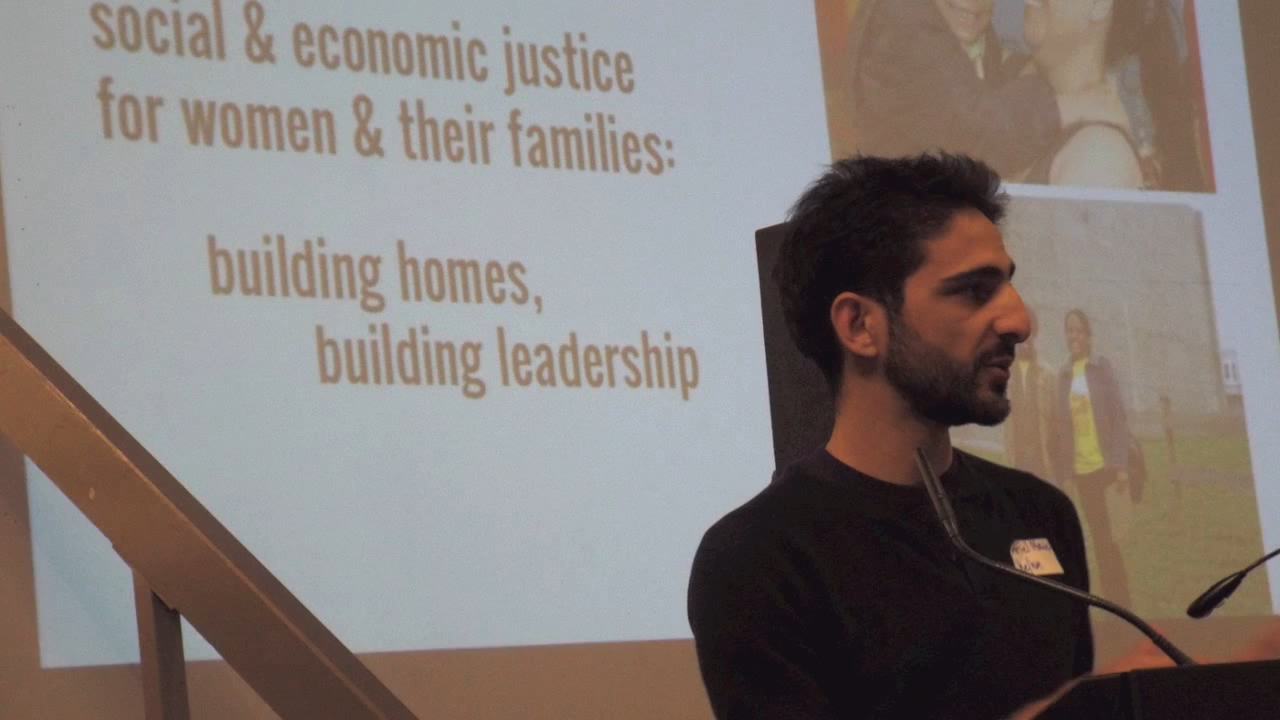 social & economic justice
for women & their families:
building homes,
building leadership